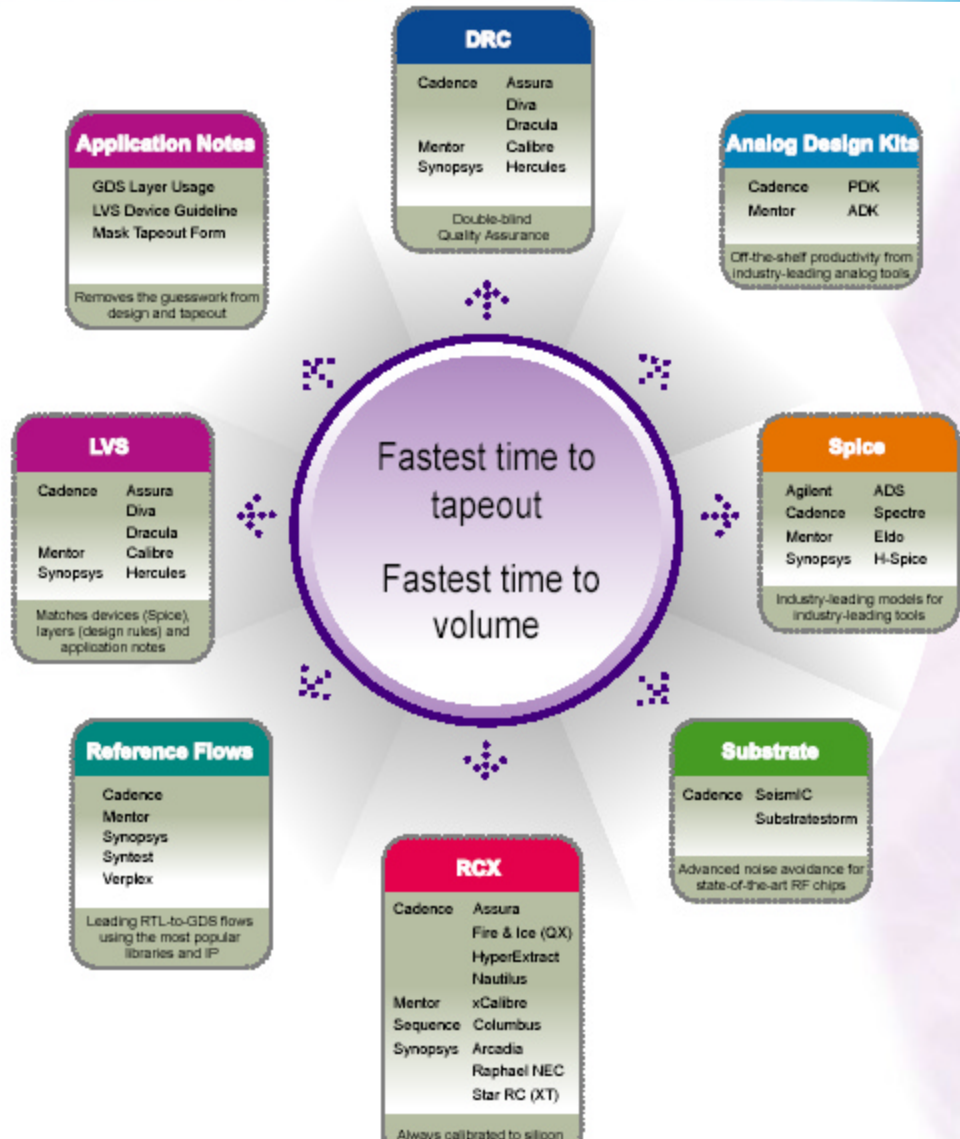 DRC
Cadence Assura
Diva
Dracula
Mentor Calibre
Synopsys Hercules
Double-blind
Quality Assurance
Application Notes
GDS Layer Usage
LVS Device Guideline
Mask Tapeout Form
Removes the guesswork from
design and tapeout
Analog Design Kits
Cadence PDK
Mentor ADK
Off-the-shelf productivity from
industry-leading analog tools
Fastest time to
tapeout
Fastest time to
volume
LVS
Cadence Assura
Diva
Dracula
Mentor Calibre
Synopsys Hercules
Matches devices (Spice),
layers (design rules) and
application notes
Spice
Agilent ADS
Cadence Spectre
Mentor Eldo
Synopsys H-Spice
Industry-leading models for
industry-leading tools
Reference Flows
Cadence
Mentor
Synopsys
Syntest
Verplex
Leading RTL-to-GDS flows
using the most popular
libraries and IP
Substrate
Cadence SeismIC
Substratestorm
Advanced noise avoidance for
state-of-the-art RF chips
RCX
Cadence Assura
Fire & Ice (QX)
HyperExtract
Nautilus
Mentor xCalibre
Sequence Columbus
Synopsys Arcadia
Raphael NEC
Star RC (XT)
Always calibrated to silicon